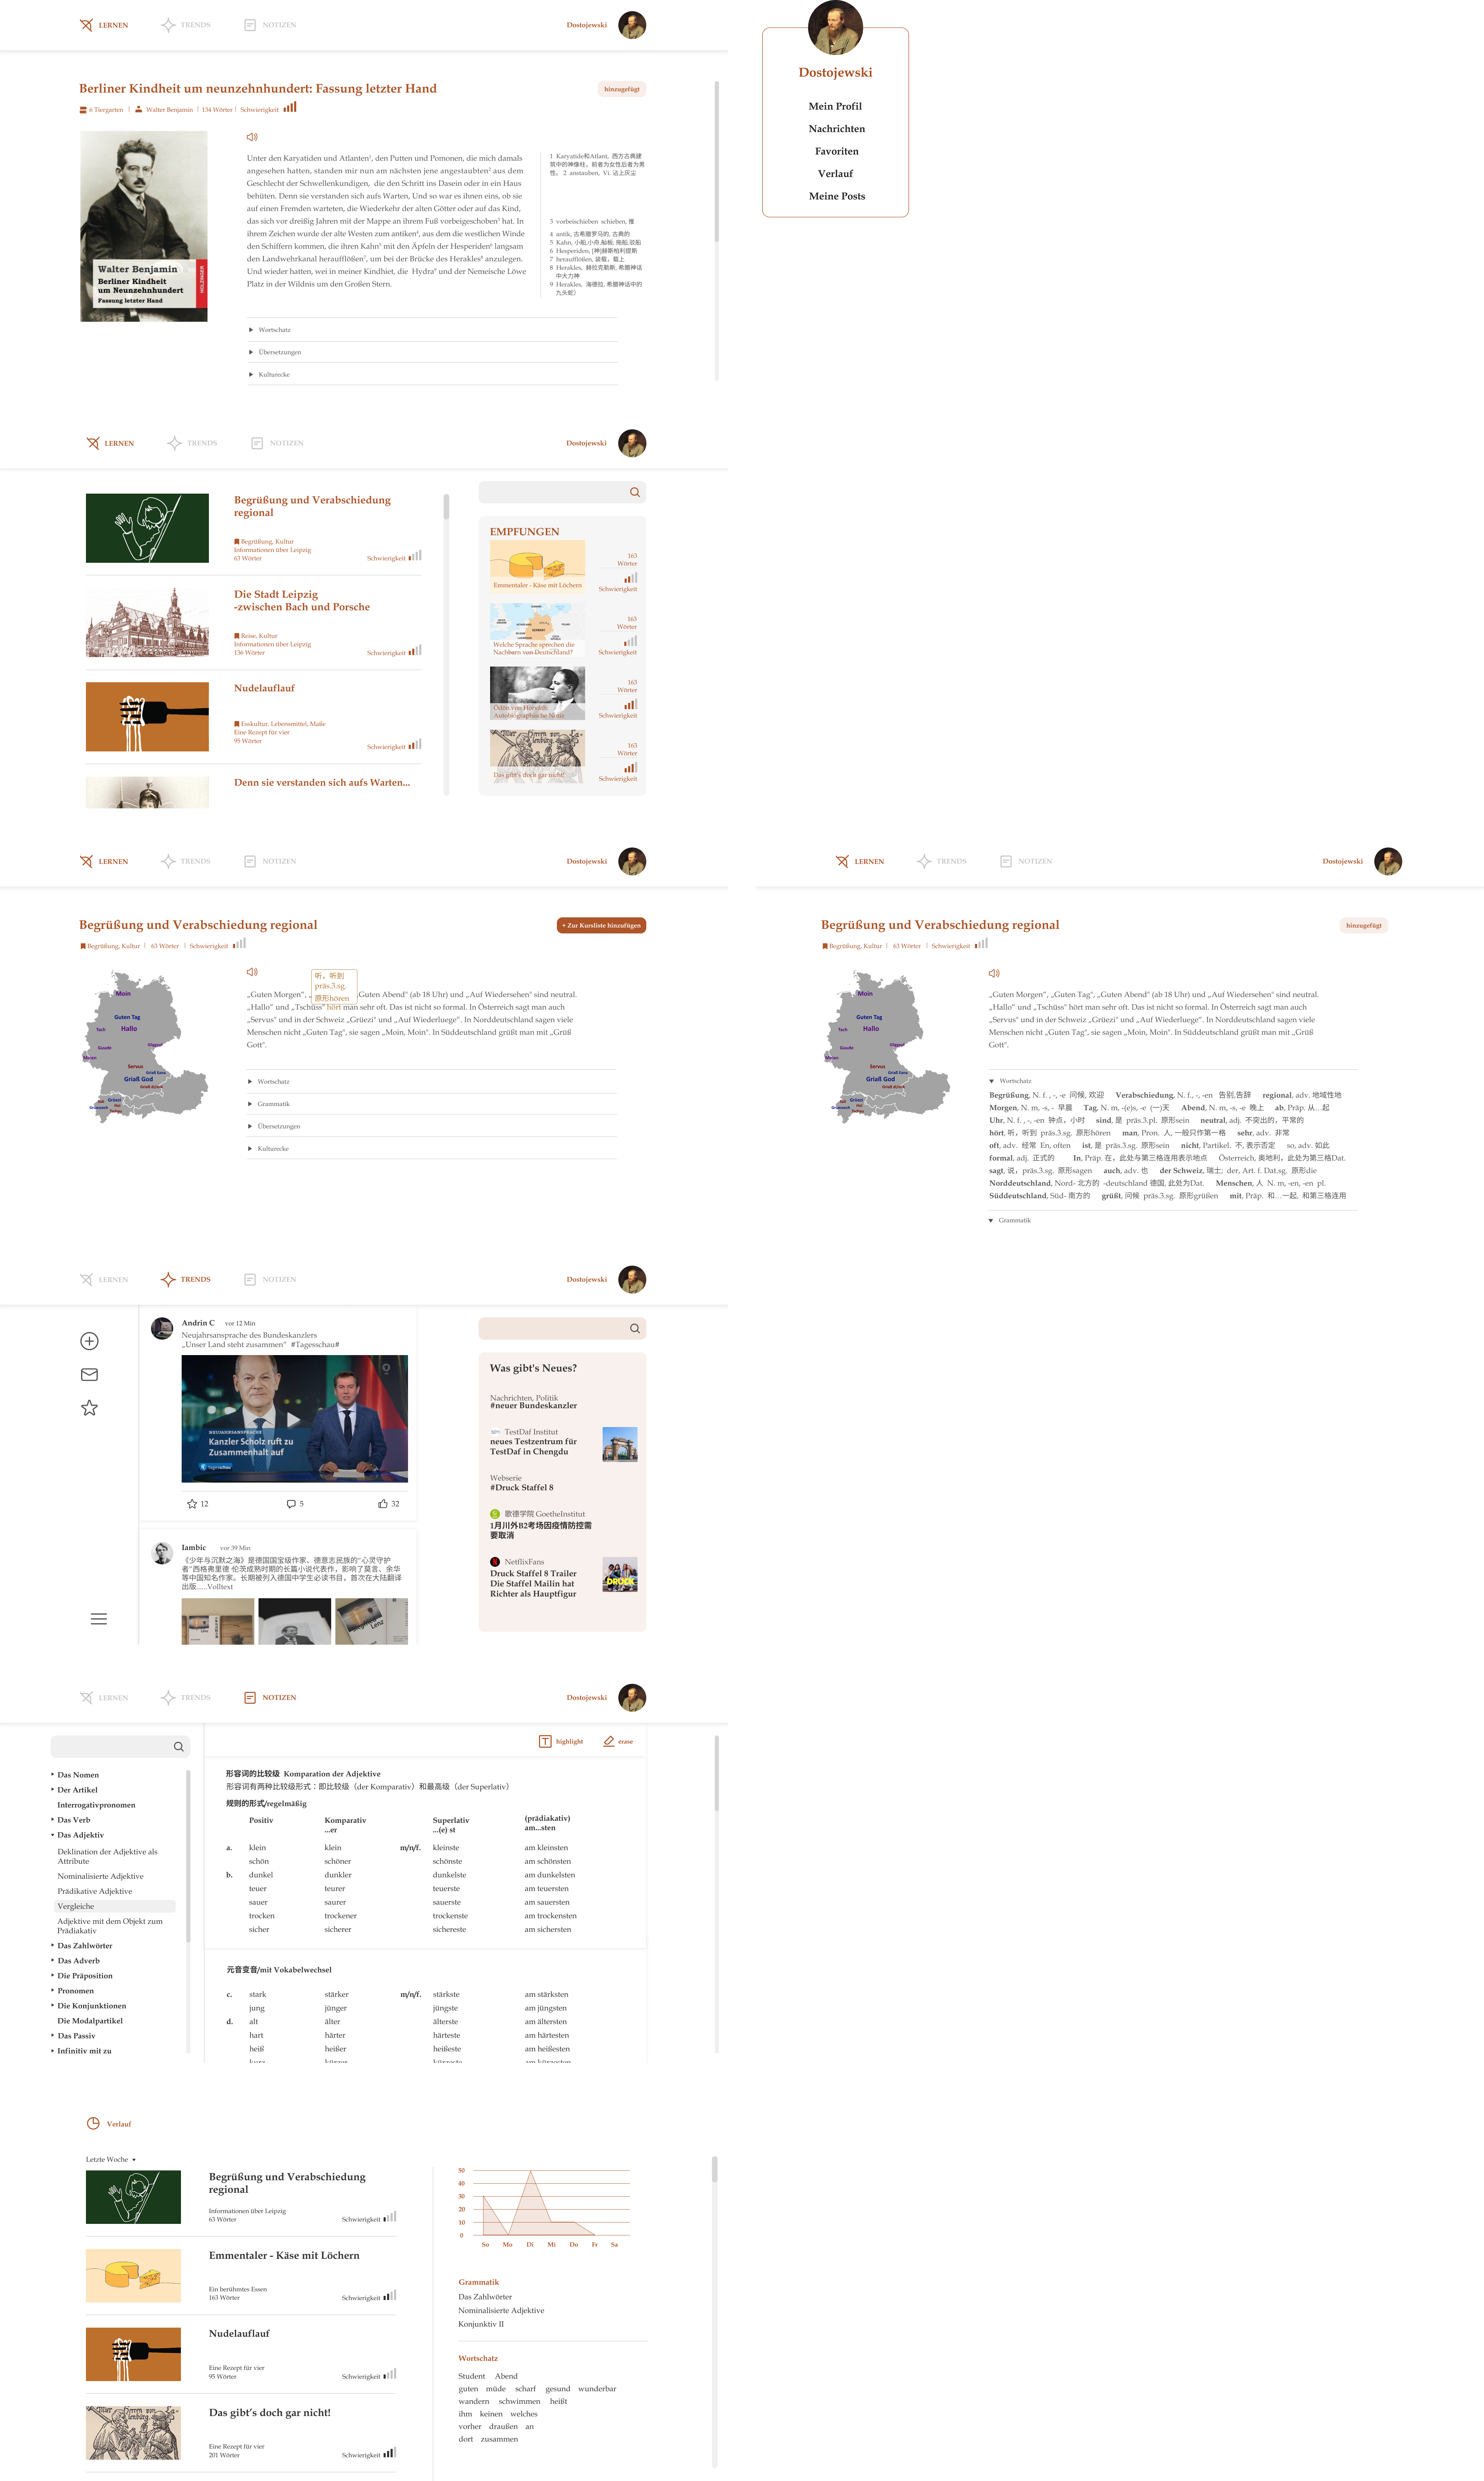 LERNEN
TRENDS
NOTIZEN
Dostojewski
Berliner Kindheit um neunzehnhundert: Fassung letzter Hand
hinzugefügt
6 Tiergarten | Walter Benjamin | 134 Wörter | Schwierigkeit
Walter Benjamin
Berliner Kindheit
um Neunzehnhundert
Fassung letzter Hand
HOLZINGER
Unter den Karyatiden und Atlanten¹, den Putten und Pomonen, die mich damals
angesehen hatten, standen mir nun am nächsten jene angestaubten² aus dem
Geschlecht der Schwellenkundigen, die den Schritt ins Dasein oder in ein Haus
behüten. Denn sie verstanden sich aufs Warten, Und so war es ihnen eins, ob sie
auf einen Fremden warteten, die Wiederkehr der alten Götter oder auf das Kind,
das sich vor dreißig Jahren mit der Mappe an ihrem Fuß vorbeigeschoben³ hat. In
ihrem Zeichen wurde der alte Westen zum antiken⁴, aus dem die westlichen Winde
den Schiffern kommen, die ihren Kahn⁵ mit den Äpfeln der Hesperiden⁶ langsam
den Landwehrkanal heraufflößen⁷, um bei der Brücke des Herakles⁸ anzulegen.
Und wieder hatten, wei in meiner Kindheit, die Hydra⁹ und der Nemeische Löwe
Platz in der Wildnis um den Großen Stern.
1 Karyatide和Atlant, 西方古典建
筑中的神像柱，前者为女性后者为男
性。 2 anstauben, Vi. 沾上灰尘
3 vorbeischieben schieben, 推
4 antik, 古希腊罗马的, 古典的
5 Kahn, 小船,小舟,舢板; 拖船,驳船
6 Hesperiden, [神]赫斯帕利提斯
7 heraufflößen, 装载，载上
8 Herakles, 赫拉克勒斯, 希腊神话
中大力神
9 Herakles, 海德拉, 希腊神话中的
九头蛇）
Wortschatz
Übersetzungen
Kulturecke
Dostojewski
Mein Profil
Nachrichten
Favoriten
Verlauf
Meine Posts
LERNEN
TRENDS
NOTIZEN
Dostojewski
Begrüßung und Verabschiedung
regional
Begrüßung, Kultur
Informationen über Leipzig
63 Wörter
Schwierigkeit
Die Stadt Leipzig
-zwischen Bach und Porsche
Reise, Kultur
Informationen über Leipzig
136 Wörter
Schwierigkeit
Nudelauflauf
Esskultur, Lebensmittel, Maße
Eine Rezept für vier
95 Wörter
Schwierigkeit
Denn sie verstanden sich aufs Warten...
EMPFUNGEN
Emmentaler - Käse mit Löchern
163
Wörter
Schwierigkeit
Welche Sprache sprechen die
Nachbarn von Deutschland?
163
Wörter
Schwierigkeit
Ödön von Horváth:
Autobiographische Notiz
163
Wörter
Schwierigkeit
Das gibt's doch gar nicht!
163
Wörter
Schwierigkeit
LERNEN
TRENDS
NOTIZEN
Dostojewski
Begrüßung und Verabschiedung regional
+ Zur Kursliste hinzufügen
Begrüßung, Kultur | 63 Wörter | Schwierigkeit
Moin
Guten Tag
Tach
Hallo
Gude
Moren
Servus
Griaß God
Grüezi
听，听到
präs.3.sg.
原形hören
„Guten Morgen“, „ Guten Abend" (ab 18 Uhr) und „Auf Wiedersehen" sind neutral.
„Hallo“ und „Tschüss" hört man sehr oft. Das ist nicht so formal. In Österreich sagt man auch
„Servus" und in der Schweiz „Grüezi" und „Auf Wiederluege“. In Norddeutschland sagen viele
Menschen nicht „Guten Tag", sie sagen „Moin, Moin". In Süddeutschland grüßt man mit „Grüß
Gott".
Wortschatz
Grammatik
Übersetzungen
Kulturecke
LERNEN
TRENDS
NOTIZEN
Dostojewski
Begrüßung und Verabschiedung regional
hinzugefügt
Begrüßung, Kultur | 63 Wörter | Schwierigkeit
Moin
Guten Tag
Tach
Hallo
Gude
Moren
Servus
Griaß God
Grüezi
„Guten Morgen“, „Guten Tag", „Guten Abend" (ab 18 Uhr) und „Auf Wiedersehen" sind neutral.
„Hallo“ und „Tschüss" hört man sehr oft. Das ist nicht so formal. In Österreich sagt man auch
„Servus" und in der Schweiz „Grüezi" und „Auf Wiederluege“. In Norddeutschland sagen viele
Menschen nicht „Guten Tag", sie sagen „Moin, Moin". In Süddeutschland grüßt man mit „Grüß
Gott".
Wortschatz
Begrüßung, N. f. , -, -e 问候, 欢迎 Verabschiedung, N. f., -, -en 告别,告辞 regional, adv. 地域性地
Morgen, N. m, -s, - 早晨 Tag, N. m, -(e)s, -e (一)天 Abend, N. m, -s, -e 晚上 ab, Präp. 从…起
Uhr, N. f. , -, -en 钟点，小时 sind, 是 präs.3.pl. 原形sein neutral, adj. 不突出的，平常的
hört, 听，听到 präs.3.sg. 原形hören man, Pron. 人, 一般只作第一格 sehr, adv. 非常
oft, adv. 经常 En, often ist, 是 präs.3.sg. 原形sein nicht, Partikel. 不, 表示否定 so, adv. 如此
formal, adj. 正式的 In, Präp. 在，此处与第三格连用表示地点 Österreich, 奥地利，此处为第三格Dat.
sagt, 说，präs.3.sg. 原形sagen auch, adv. 也 der Schweiz, 瑞士; der, Art. f. Dat.sg. 原形die
Norddeutschland, Nord- 北方的 -deutschland 德国, 此处为Dat. Menschen, 人 N. m, -en, -en pl.
Süddeutschland, Süd- 南方的 grüßt, 问候 präs.3.sg. 原形grüßen mit, Präp. 和…一起, 和第三格连用
Grammatik
LERNEN
TRENDS
NOTIZEN
Dostojewski
Andrin C vor 12 Min
Neujahrsansprache des Bundeskanzlers
„Unser Land steht zusammen” #Tagesschau#
NEUJAHRSANSPRACHE
Kanzler Scholz ruft zu
Zusammenhalt auf
tagesschau
12
5
32
Iambic vor 39 Min
《少年与沉默之海》是德国国宝级作家、德意志民族的“心灵守护
者”西格弗里德·伦茨成熟时期的长篇小说代表作，影响了莫言、余华
等中国知名作家。长期被列入德国中学生必读书目，首次在大陆翻译
出版.....Volltext
Was gibt's Neues?
Nachrichten, Politik
#neuer Bundeskanzler
TestDaf Institut
neues Testzentrum für
TestDaf in Chengdu
Webserie
#Druck Staffel 8
歌德学院 GoetheInstitut
1月川外B2考场因疫情防控需
要取消
NetflixFans
Druck Staffel 8 Trailer
Die Staffel Mailin hat
Richter als Hauptfigur
DRUCK
LERNEN
TRENDS
NOTIZEN
Dostojewski
Das Nomen
Der Artikel
Interrogativpronomen
Das Verb
Das Adjektiv
Deklination der Adjektive als
Attribute
Nominalisierte Adjektive
Prädikative Adjektive
Vergleiche
Adjektive mit dem Objekt zum
Prädiakativ
Das Zahlwörter
Das Adverb
Die Präposition
Pronomen
Die Konjunktionen
Die Modalpartikel
Das Passiv
Infinitiv mit zu
highlight
erase
形容词的比较级 Komparation der Adjektive
形容词有两种比较级形式：即比较级（der Komparativ）和最高级（der Superlativ）
规则的形式/regelmäßig
Positiv Komparativ Superlativ (prädiakativ)
...er ...(e) st am...sten
a. klein klein m/n/f. kleinste am kleinsten
schön schöner schönste am schönsten
b. dunkel dunkler dunkelste am dunkelsten
teuer teurer teuerste am teuersten
sauer saurer sauerste am sauersten
trocken trockener trockenste am trockensten
sicher sicherer sichereste am sichersten
元音变音/mit Vokabelwechsel
c. stark stärker m/n/f. stärkste am stärksten
jung jünger jüngste am jüngsten
d. alt älter älterste am ältersten
hart härter härteste am härtesten
heiß heißer heißeste am heißesten
kurz kürzer kürzeste am kürzesten
Verlauf
Letzte Woche
Begrüßung und Verabschiedung
regional
Informationen über Leipzig
63 Wörter
Schwierigkeit
Emmentaler - Käse mit Löchern
Ein berühmtes Essen
163 Wörter
Schwierigkeit
Nudelauflauf
Eine Rezept für vier
95 Wörter
Schwierigkeit
Das gibt’s doch gar nicht!
Eine Rezept für vier
201 Wörter
Schwierigkeit
50
40
30
20
10
0
So Mo Di Mi Do Fr Sa
Grammatik
Das Zahlwörter
Nominalisierte Adjektive
Konjunktiv II
Wortschatz
Student Abend
guten müde scharf gesund wunderbar
wandern schwimmen heißt
ihm keinen welches
vorher draußen an
dort zusammen